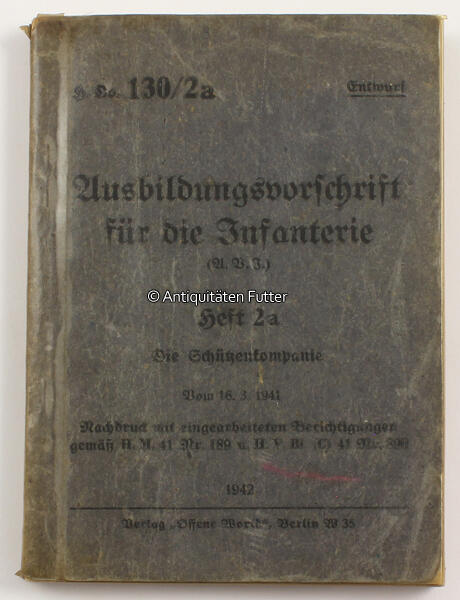 H. Dv. 130/2a
Entwurf
Ausbildungsvorschrift
für die Infanterie
(A. V. I.)
© Antiquitäten Futter
Heft 2a
Die Schützenkompanie
Vom 16. 3. 1941
Nachdruck mit eingearbeiteten Berichtigungen
gemäß H. M. 41 Nr. 189 u. H. V. Bl. (C) 41 Nr.
1942
Verlag „Offene Worte“, Berlin W 35